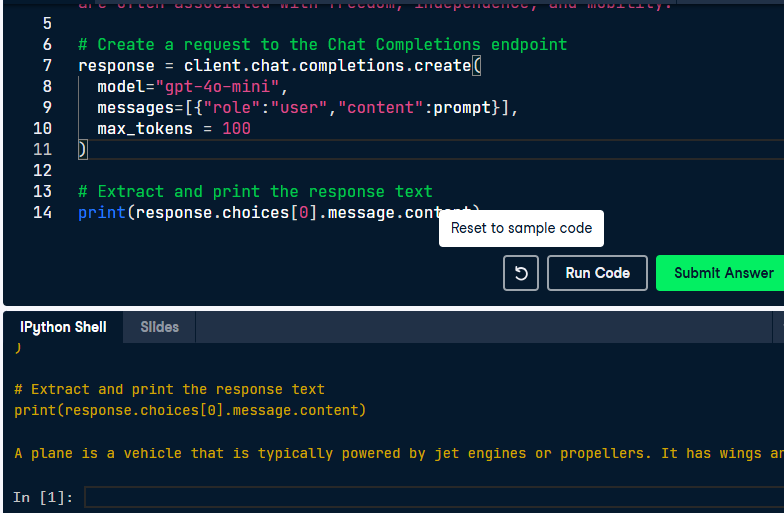 are often associated with freedom, independence, and mobility.
5
6 # Create a request to the Chat Completions endpoint
7 response = client.chat.completions.create(
8 model="gpt-4o-mini",
9 messages=[{"role":"user","content":prompt}],
10 max_tokens = 100
11 )
12
13 # Extract and print the response text
14 print(response.choices[0].message.content)
Reset to sample code
Run Code Submit Answer
IPython Shell Slides
)
# Extract and print the response text
print(response.choices[0].message.content)
A plane is a vehicle that is typically powered by jet engines or propellers. It has wings an
In [1]: